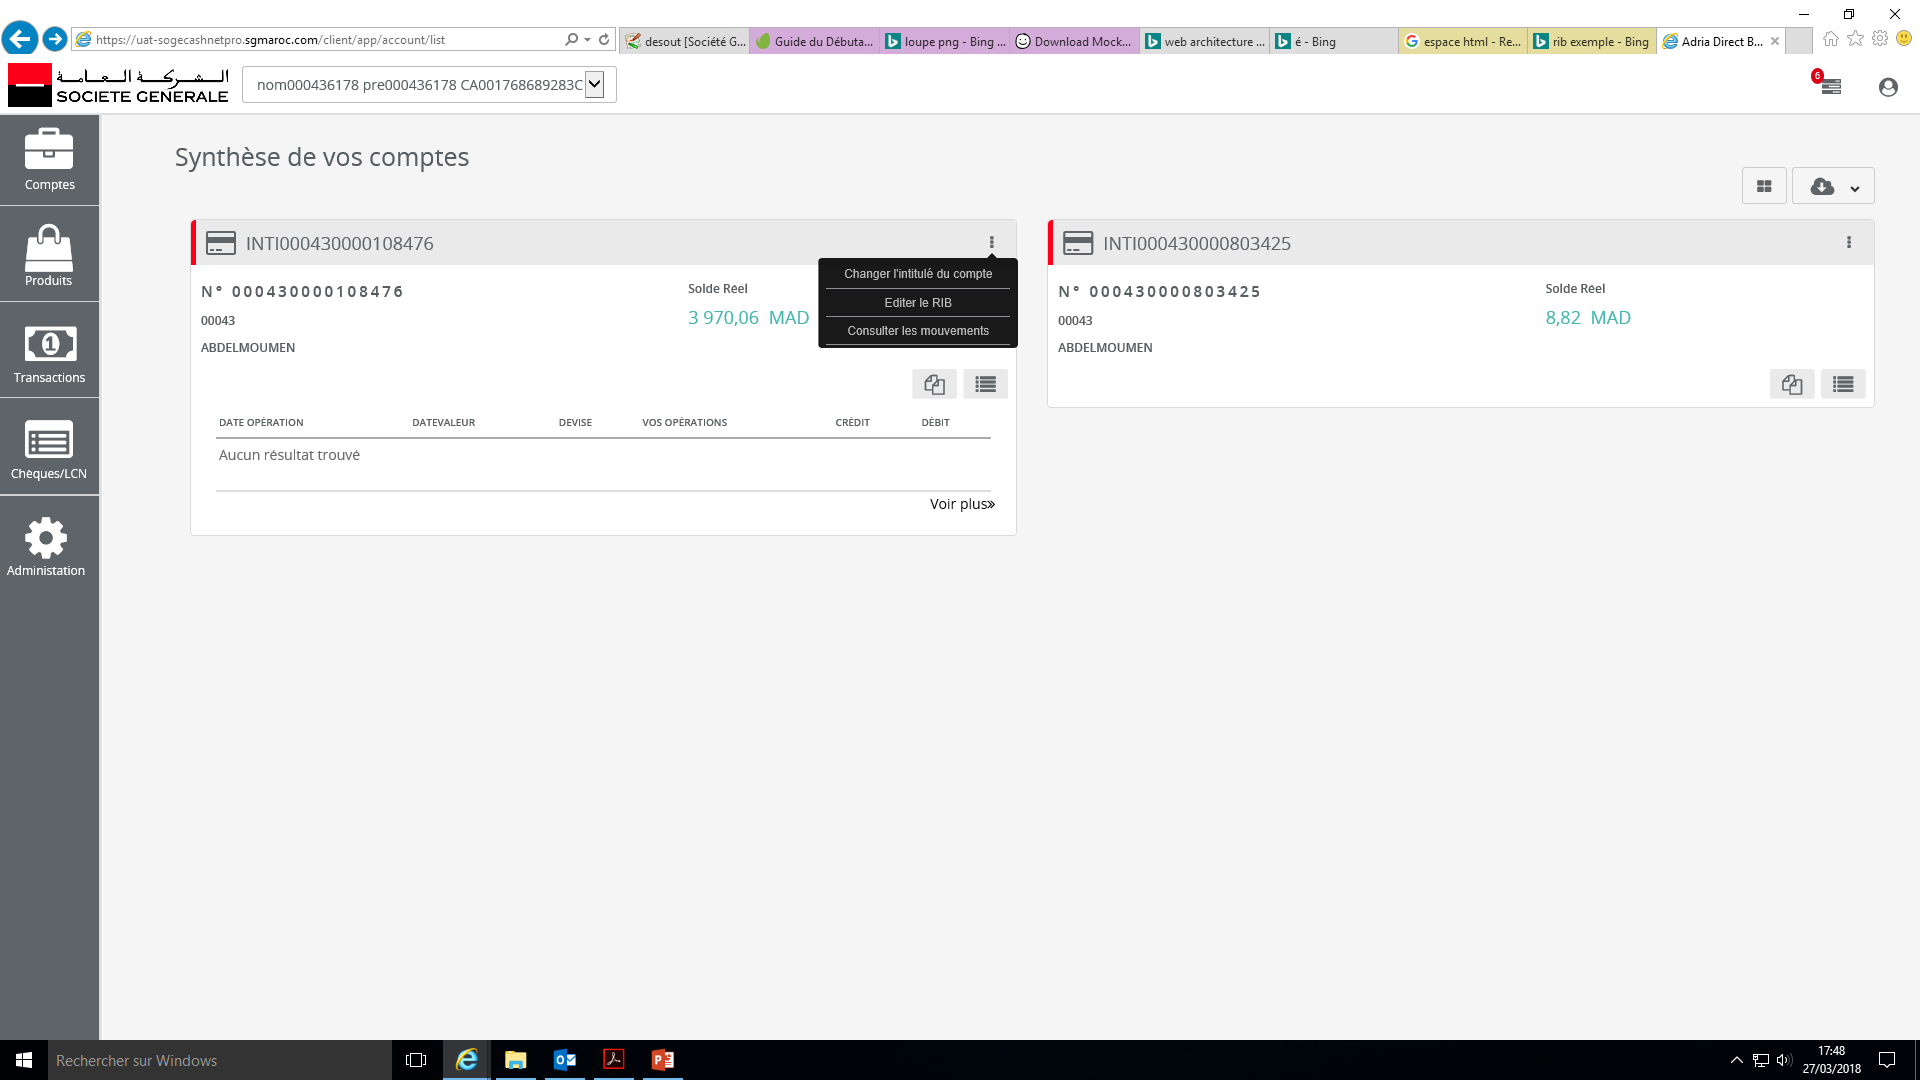 https://uat-sogecashnetpro.sgmaroc.com/client/app/account/list
desout [Société G...
Guide du Débuta...
loupe png - Bing ...
Download Mock...
web architecture ...
é - Bing
espace html - Re...
rib exemple - Bing
Adria Direct B...
الشركة العامة
SOCIETE GENERALE
nom000436178 pre000436178 CA001768689283C
6
Comptes
Produits
1
Transactions
Chèques/LCN
Administation
Synthèse de vos comptes
INTI000430000108476
N° 000430000108476
00043
ABDELMOUMEN
Solde Réel
3 970,06 MAD
Changer l'intitulé du compte
Editer le RIB
Consulter les mouvements
DATE OPÉRATION DATEVALEUR DEVISE VOS OPÉRATIONS CRÉDIT DÉBIT
Aucun résultat trouvé
Voir plus»
INTI000430000803425
N° 000430000803425
00043
ABDELMOUMEN
Solde Réel
8,82 MAD
Rechercher sur Windows
17:48
27/03/2018